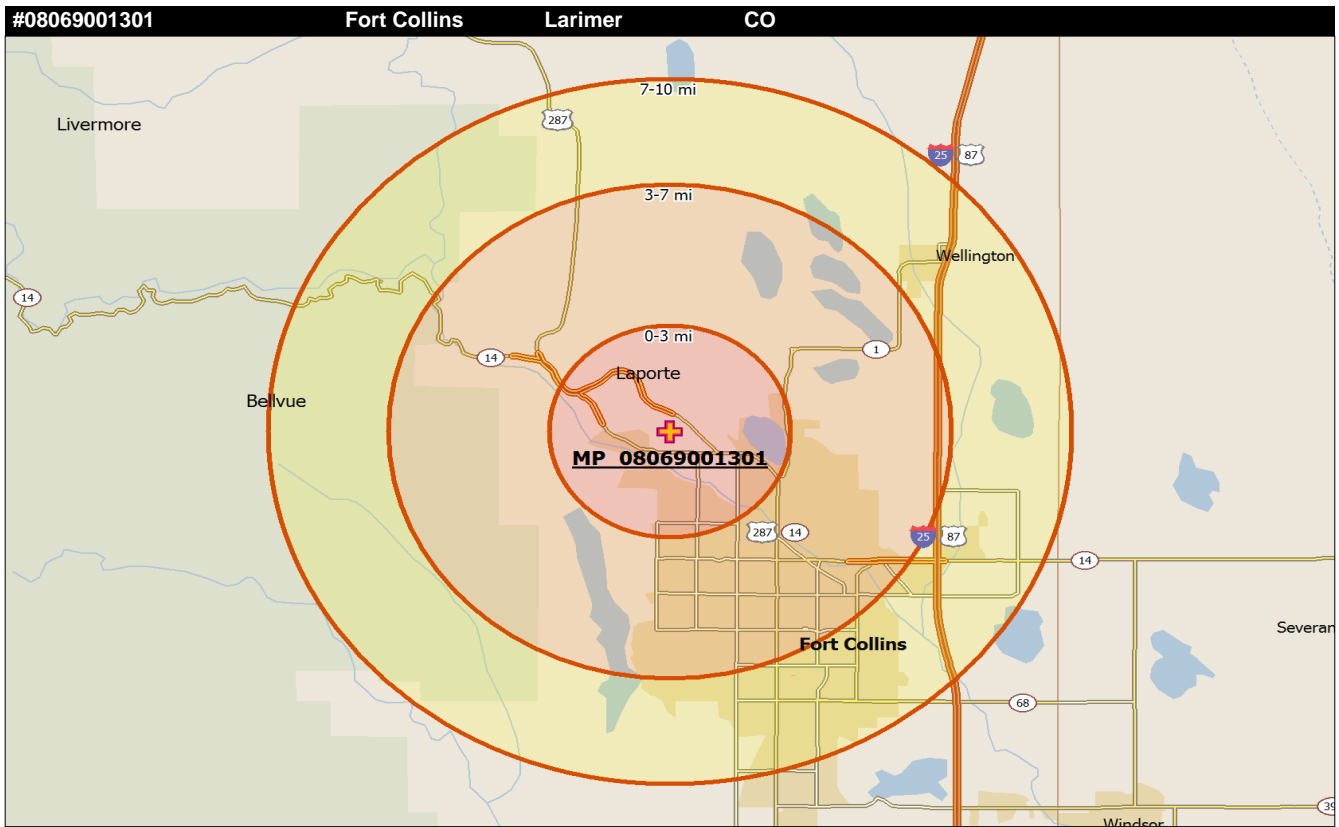 #08069001301 Fort Collins Larimer CO
7-10 mi
287
Livermore
25 87
3-7 mi
Wellington
14
0-3 mi
1
14
Laporte
Bellvue
MP 08069001301
287 14
25 87
14
Severan
Fort Collins
68
39
Windsor